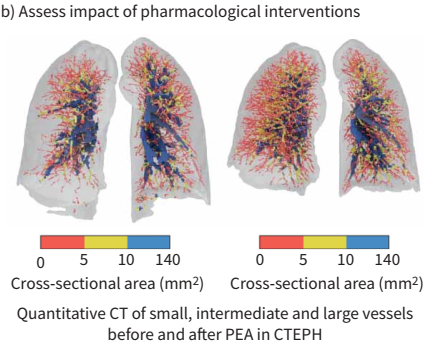 b) Assess impact of pharmacological interventions
0 5 10 140
Cross-sectional area (mm²)
0 5 10 140
Cross-sectional area (mm²)
Quantitative CT of small, intermediate and large vessels
before and after PEA in CTEPH